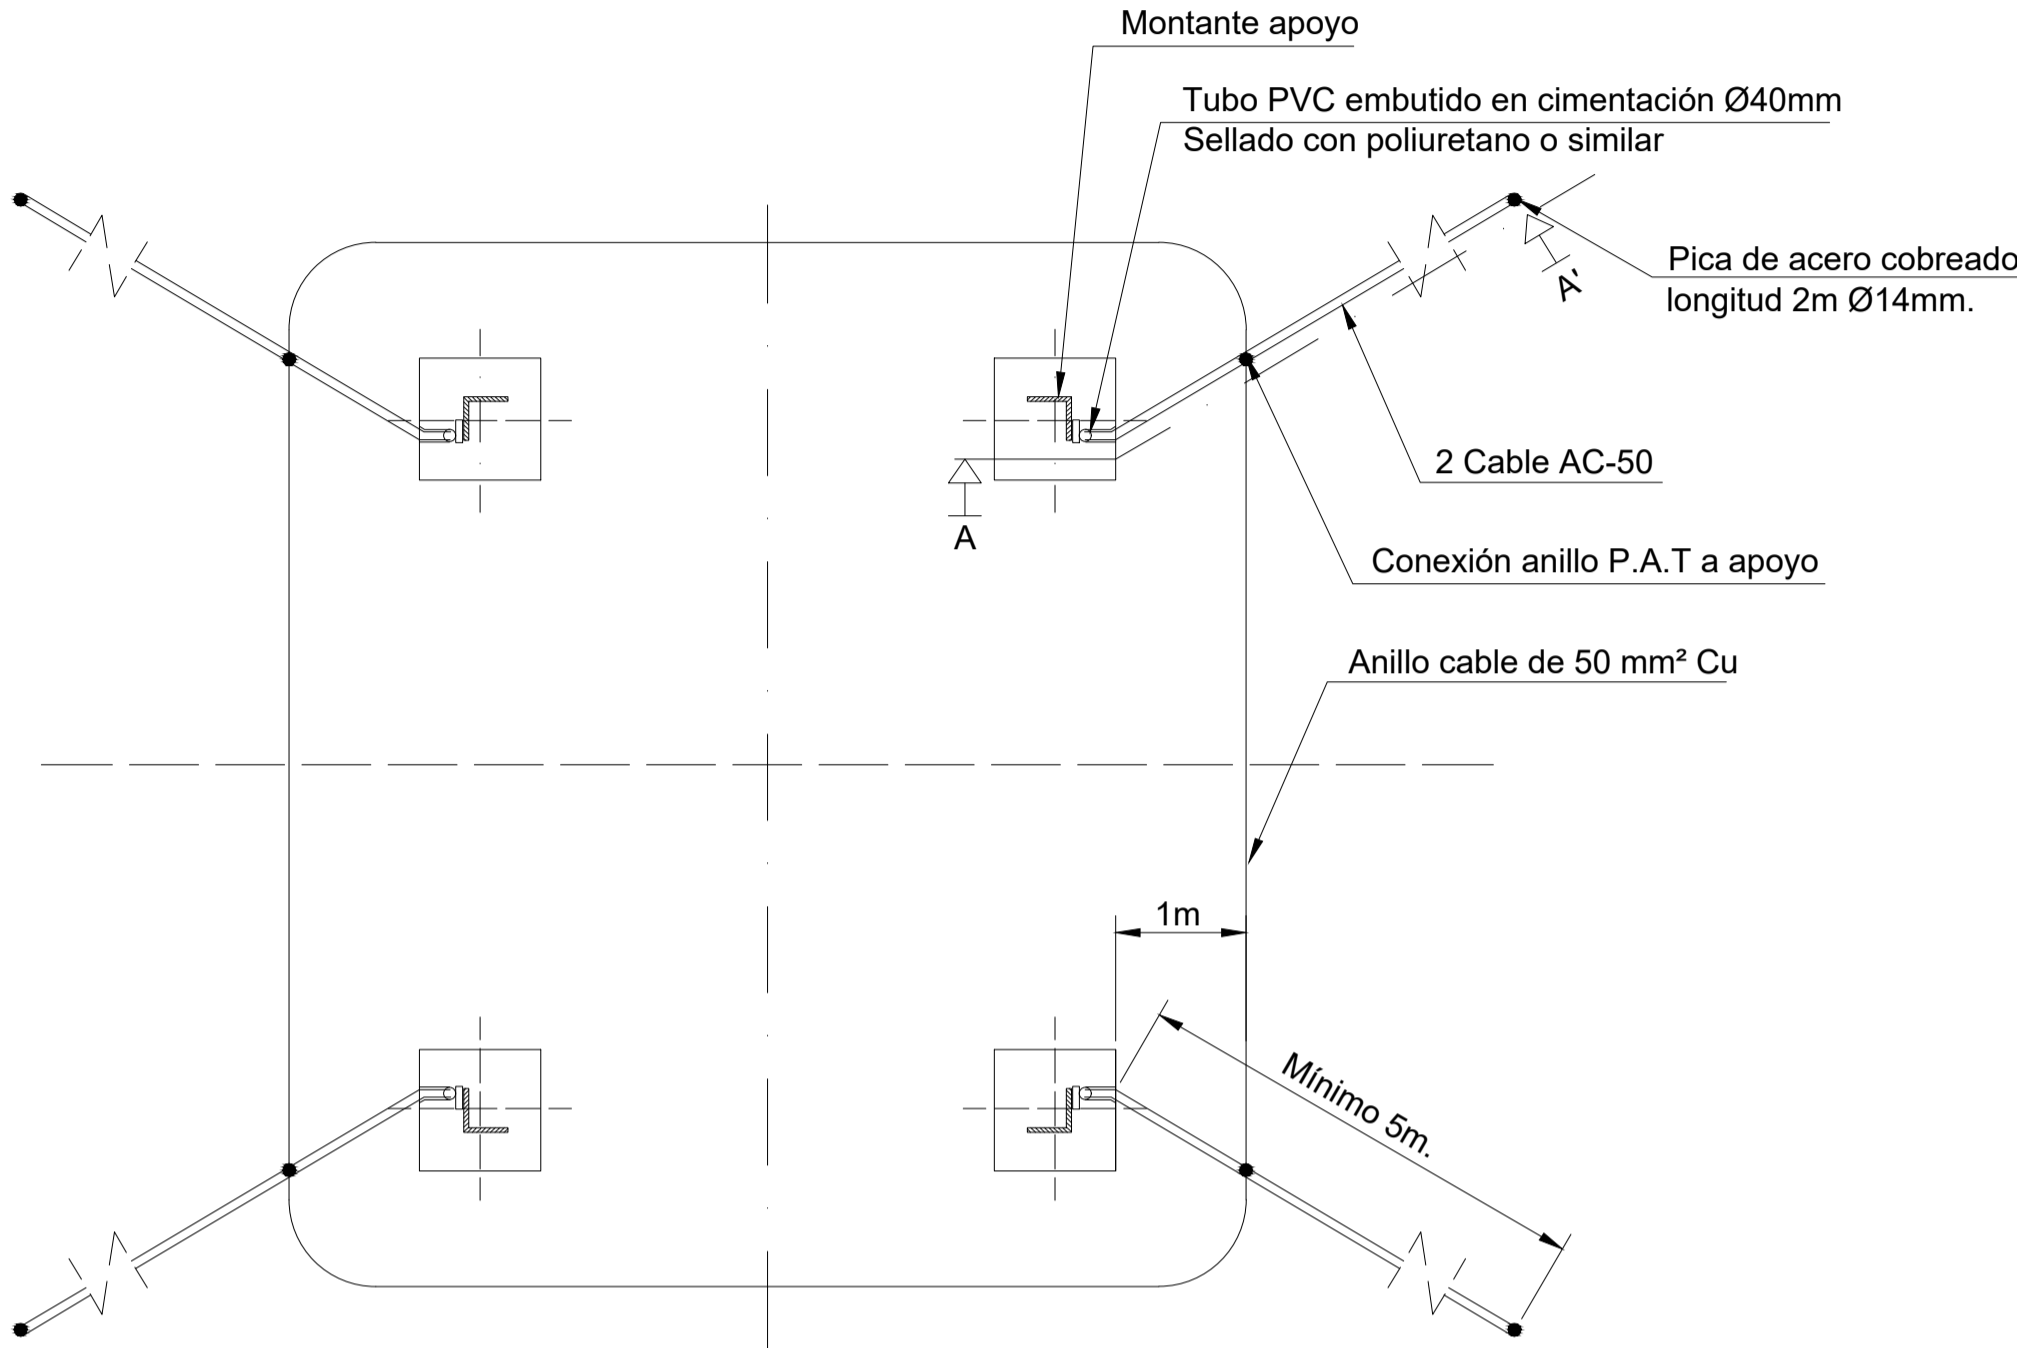 Montante apoyo
Tubo PVC embutido en cimentación Ø40mm
Sellado con poliuretano o similar
Pica de acero cobreado
longitud 2m Ø14mm.
A'
2 Cable AC-50
A
Conexión anillo P.A.T a apoyo
Anillo cable de 50 mm² Cu
1m
Mínimo 5m.